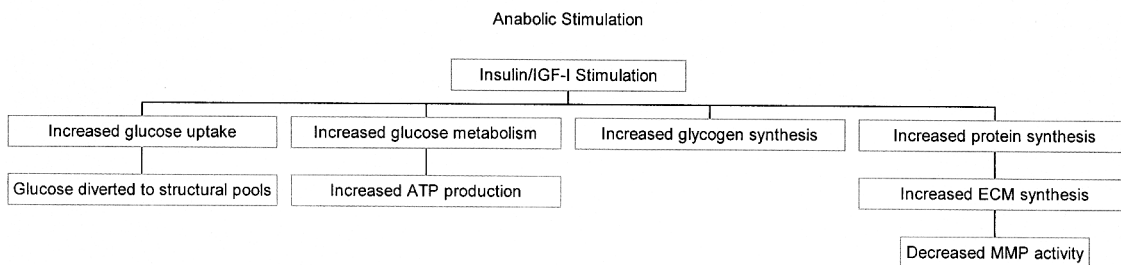 Anabolic Stimulation
Insulin/IGF-I Stimulation
Increased glucose uptake
Increased glucose metabolism
Increased glycogen synthesis
Increased protein synthesis
Glucose diverted to structural pools
Increased ATP production
Increased ECM synthesis
Decreased MMP activity